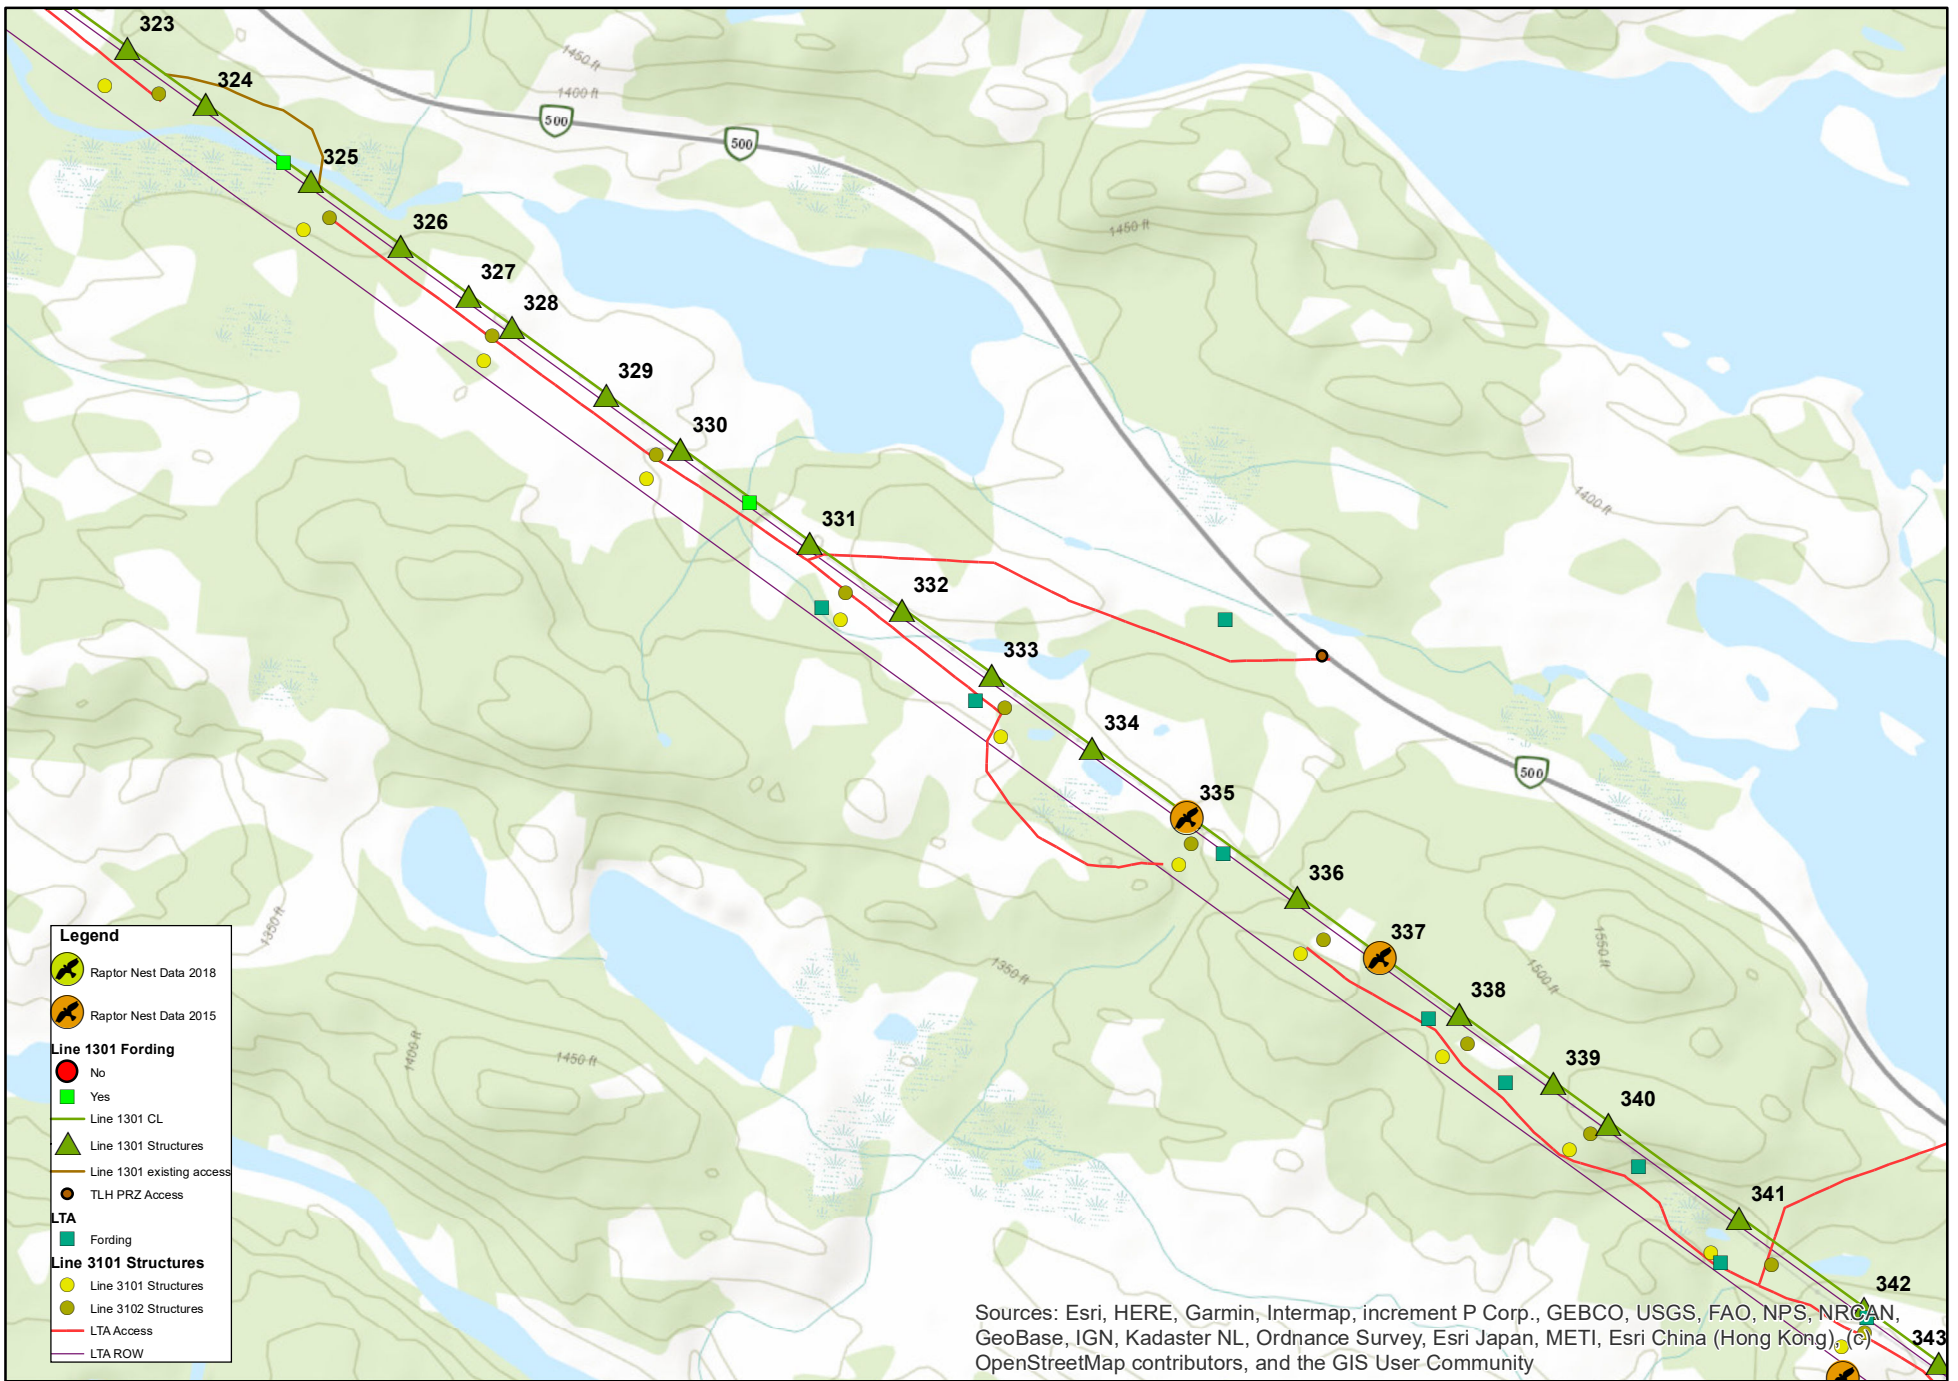 323
324
325
326
327
328
329
330
331
332
333
334
335
336
337
338
339
340
341
342
343
500
500
500
1450 ft
1400 ft
1450 ft
1400 ft
1350 ft
1350 ft
1400 ft
1450 ft
1500 ft
1550 ft
Legend
Raptor Nest Data 2018
Raptor Nest Data 2015
Line 1301 Fording
No
Yes
Line 1301 CL
Line 1301 Structures
Line 1301 existing access
TLH PRZ Access
LTA
Fording
Line 3101 Structures
Line 3101 Structures
Line 3102 Structures
LTA Access
LTA ROW
Sources: Esri, HERE, Garmin, Intermap, increment P Corp., GEBCO, USGS, FAO, NPS, NRCAN,
GeoBase, IGN, Kadaster NL, Ordnance Survey, Esri Japan, METI, Esri China (Hong Kong), (c)
OpenStreetMap contributors, and the GIS User Community